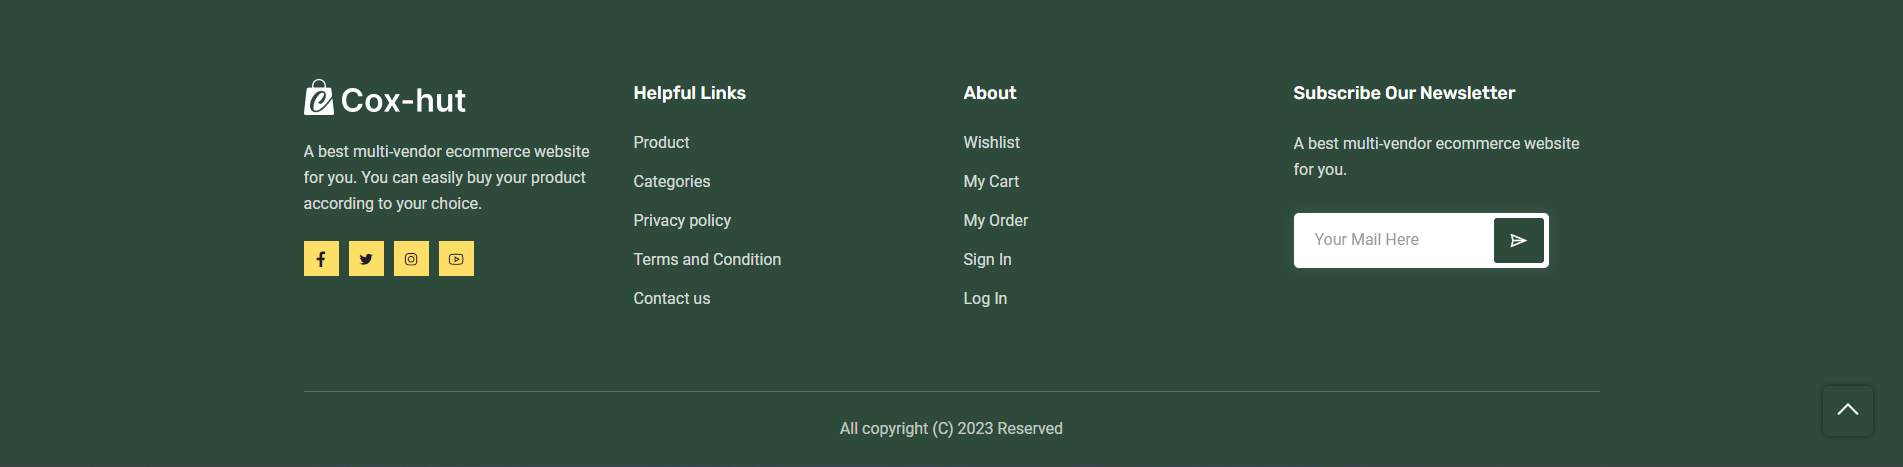 Cox-hut
A best multi-vendor ecommerce website
for you. You can easily buy your product
according to your choice.
Helpful Links
Product
Categories
Privacy policy
Terms and Condition
Contact us
About
Wishlist
My Cart
My Order
Sign In
Log In
Subscribe Our Newsletter
A best multi-vendor ecommerce website
for you.
Your Mail Here
All copyright (C) 2023 Reserved